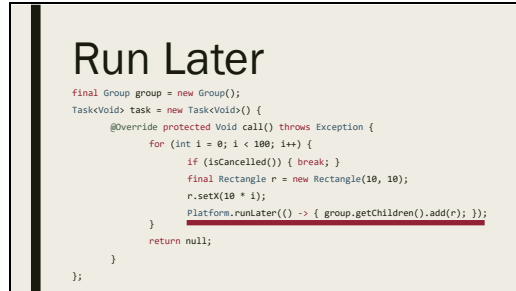 Run Later
final Group group = new Group();
Task<Void> task = new Task<Void>() {
@Override protected Void call() throws Exception {
for (int i = 0; i < 100; i++) {
if (isCancelled()) { break; }
final Rectangle r = new Rectangle(10, 10);
r.setX(10 * i);
Platform.runLater(() -> { group.getChildren().add(r); });
}
return null;
}
};